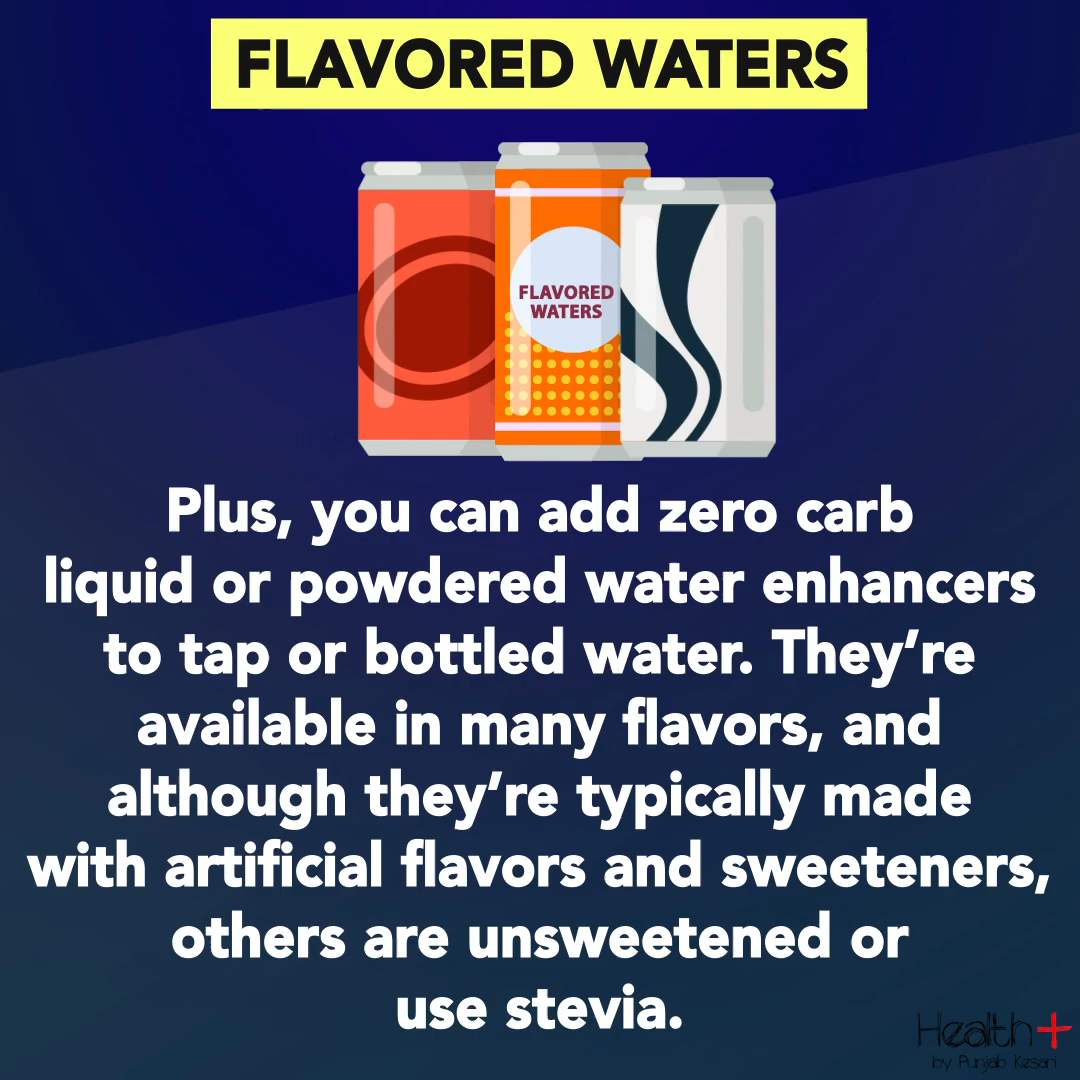 FLAVORED WATERS
FLAVORED
WATERS
Plus, you can add zero carb
liquid or powdered water enhancers
to tap or bottled water. They’re
available in many flavors, and
although they’re typically made
with artificial flavors and sweeteners,
others are unsweetened or
use stevia.
Health+
by Punjab Kesari